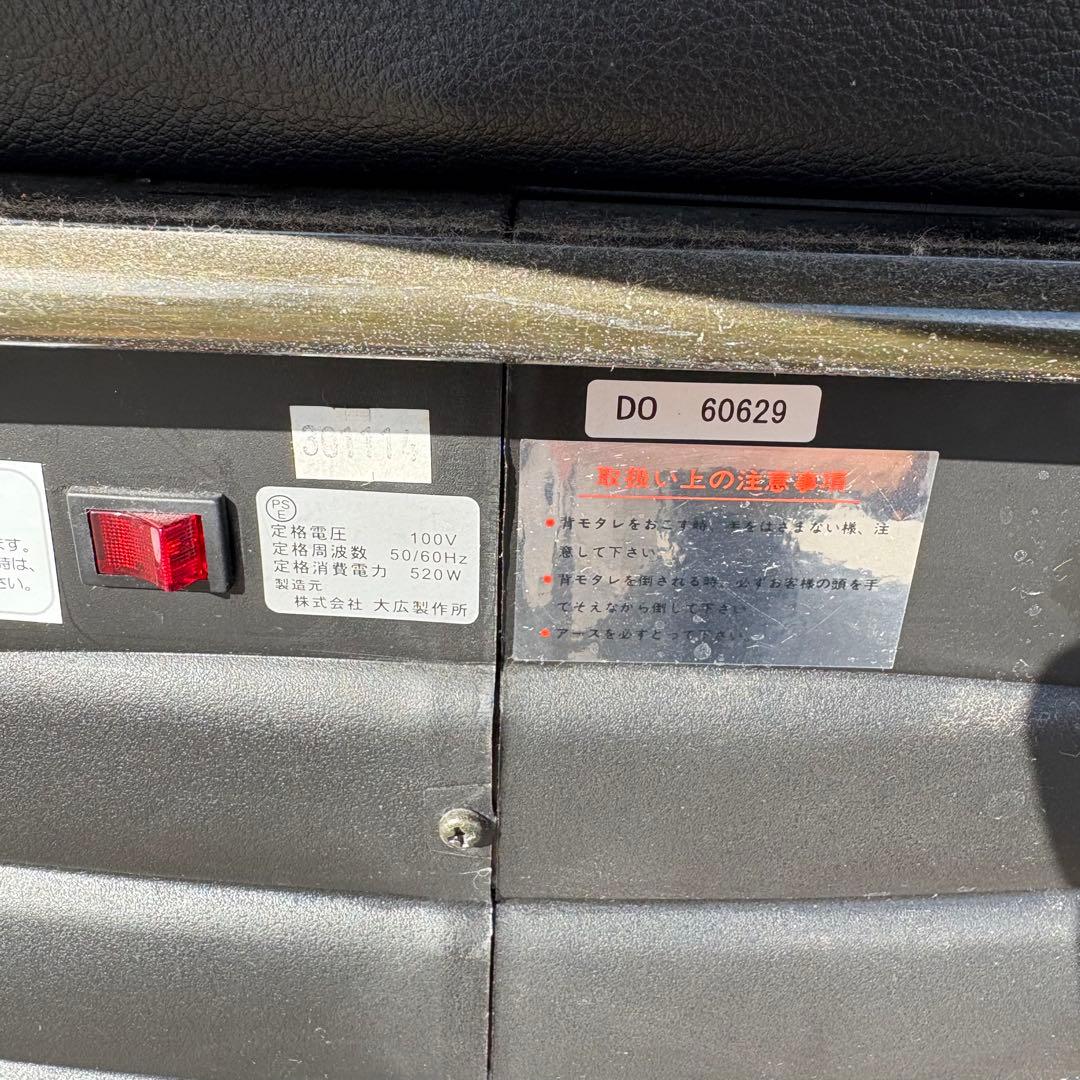 ます。
時は、
さい。
301114
PS
E
定格電圧 100V
定格周波数 50/60Hz
定格消費電力 520W
製造元
株式会社 大広製作所
DO 60629
取扱い上の注意事項
背モタレをおこす時、手をはさまない様、注
意して下さい
背モタレを倒される時、必ずお客様の頭を手
でそえながら倒して下さい
アースを必ずとって下さい